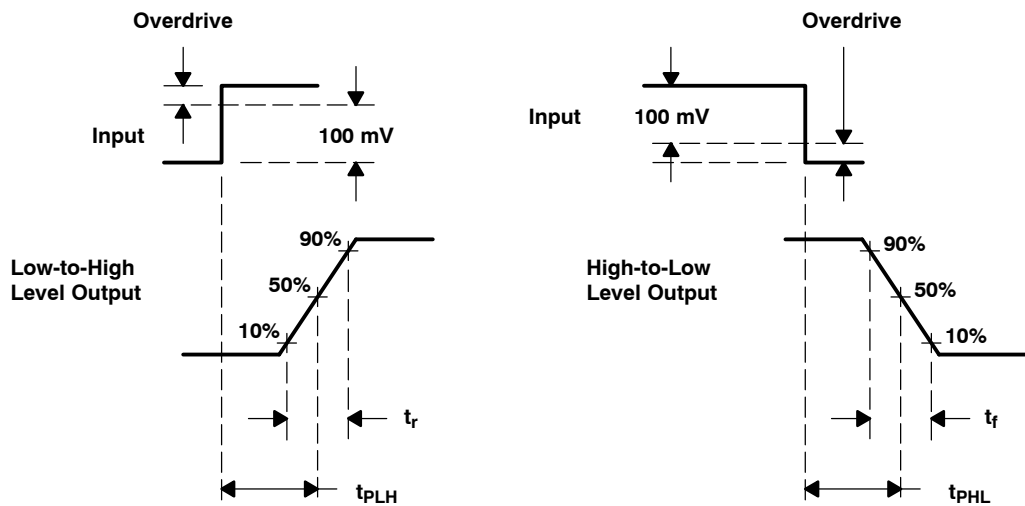 Overdrive
Input
100 mV
Low-to-High
Level Output
90%
50%
10%
tr
tPLH
Overdrive
Input
100 mV
High-to-Low
Level Output
90%
50%
10%
tf
tPHL